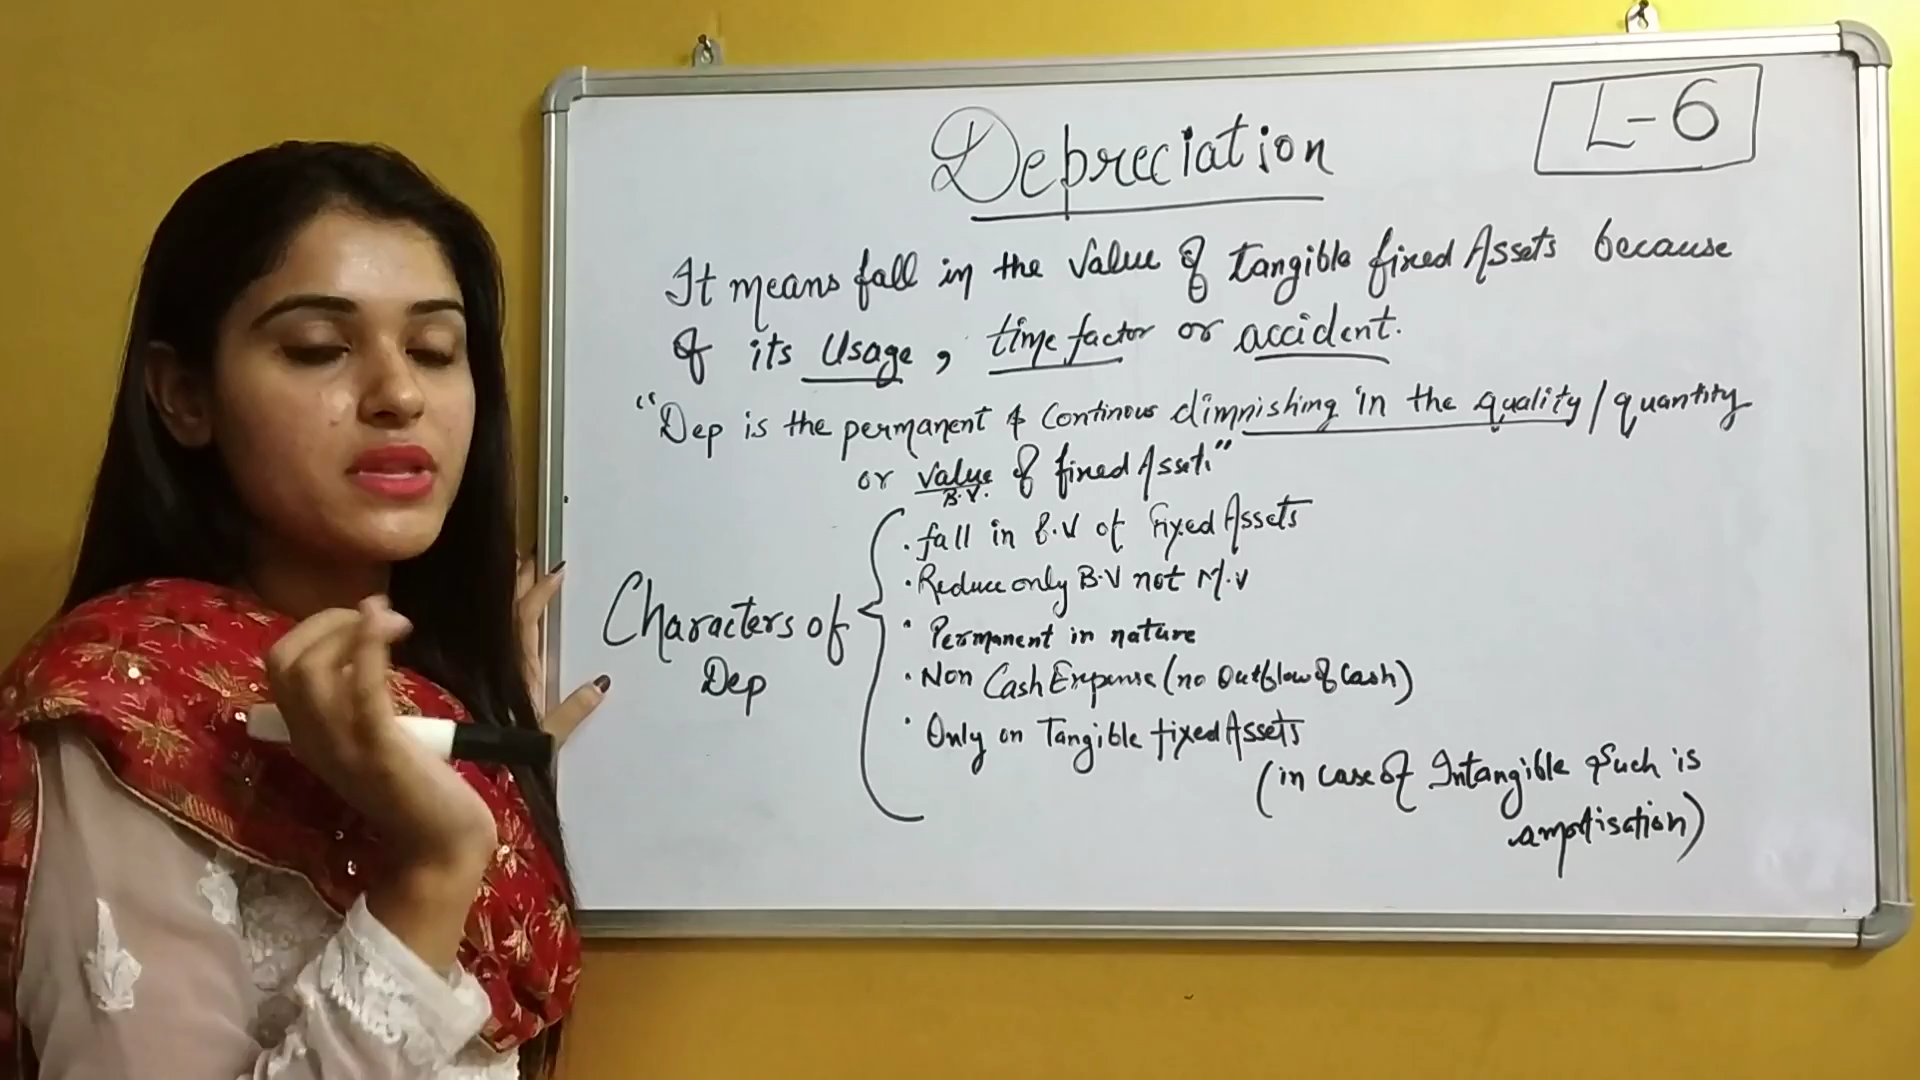 Depreciation
L-6
It means fall in the Value of tangible fixed Assets because
of its Usage, time factor or accident.
"Dep is the permanent & Continous dimnishing in the quality/quantity
or value of fixed Asset."
B.V.
Characters of
Dep
. fall in B.V of Fixed Assets
. Reduce only B.V not M.V
. Permanent in nature
. Non Cash Expense (no Outflow of Cash)
. Only on Tangible fixed Assets
(in case of Intangible Such is
amortisation)